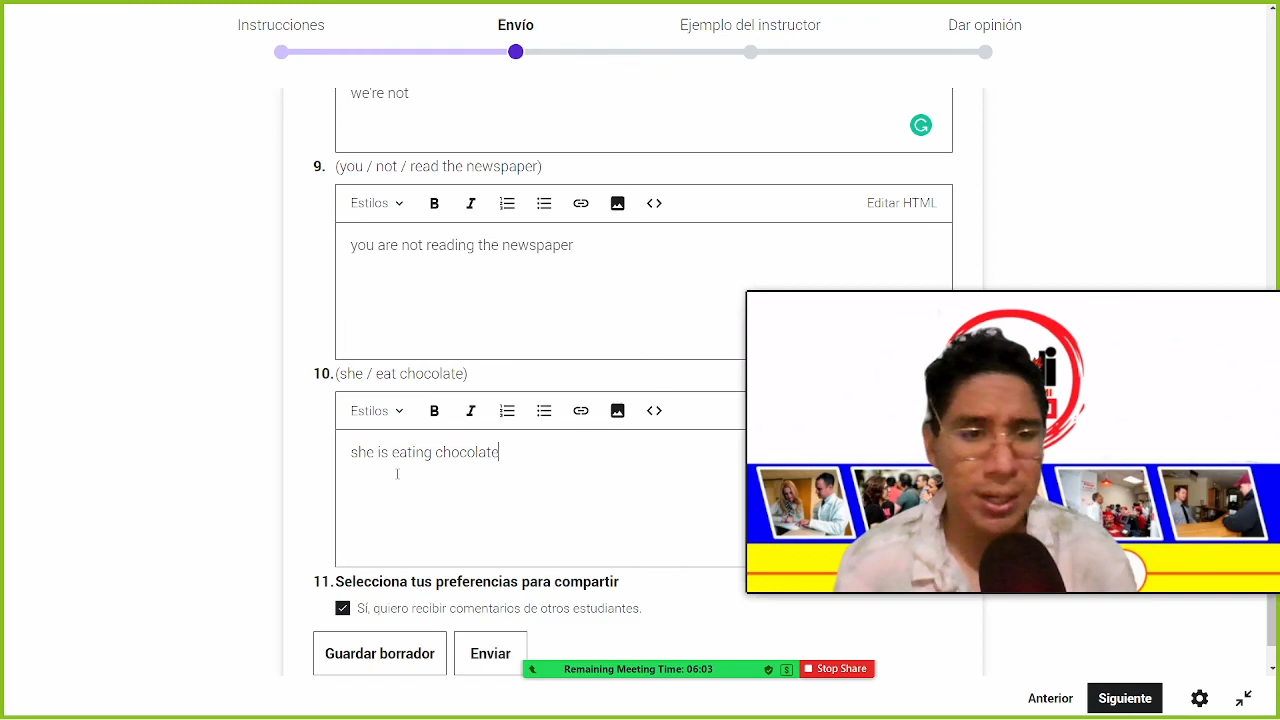 Instrucciones
Envío
Ejemplo del instructor
Dar opinión
we're not
9. (you / not / read the newspaper)
Estilos
B I
Editar HTML
you are not reading the newspaper
10. (she / eat chocolate)
Estilos
B I
she is eating chocolate
11. Selecciona tus preferencias para compartir
Sí, quiero recibir comentarios de otros estudiantes.
Guardar borrador
Enviar
Remaining Meeting Time: 06:03
Stop Share
Anterior
Siguiente